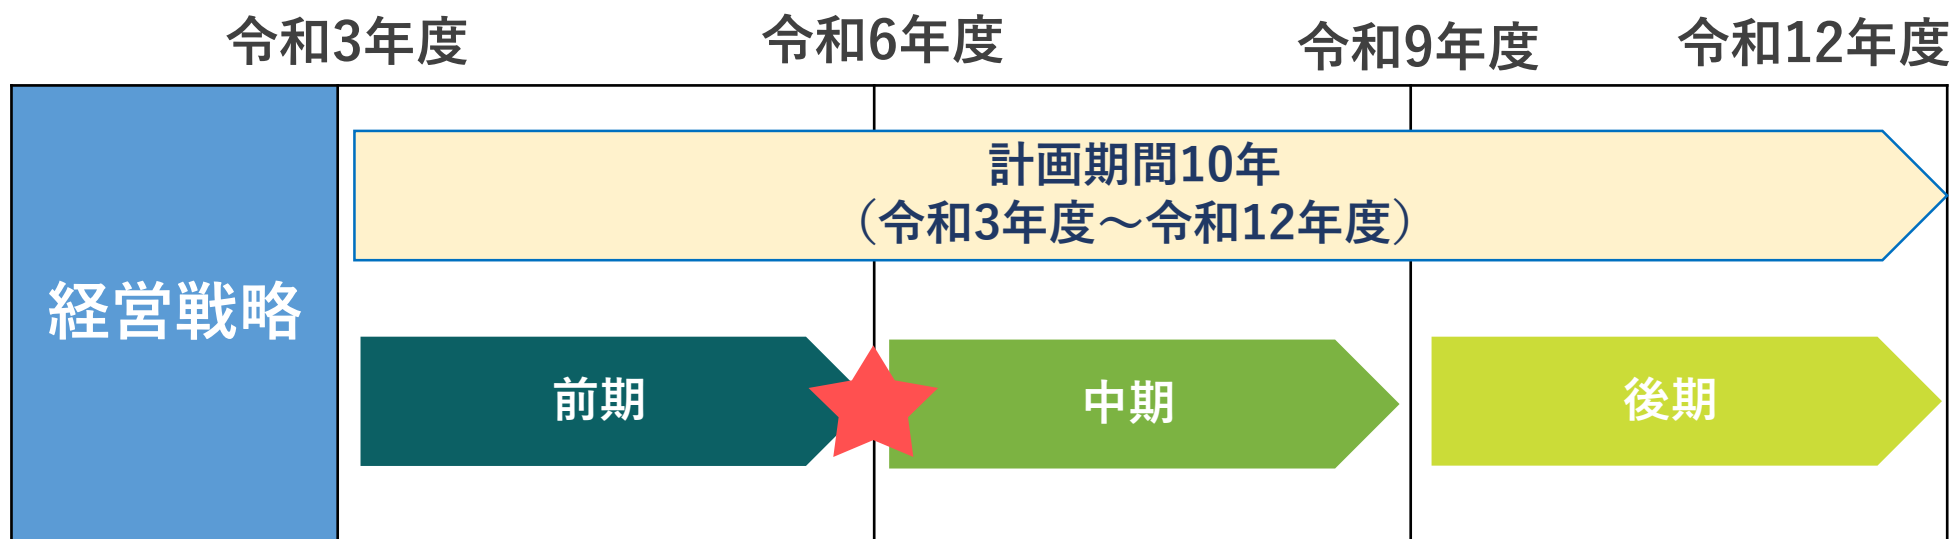 令和3年度
令和6年度
令和9年度
令和12年度
経営戦略
計画期間10年
（令和3年度～令和12年度）
前期
中期
後期